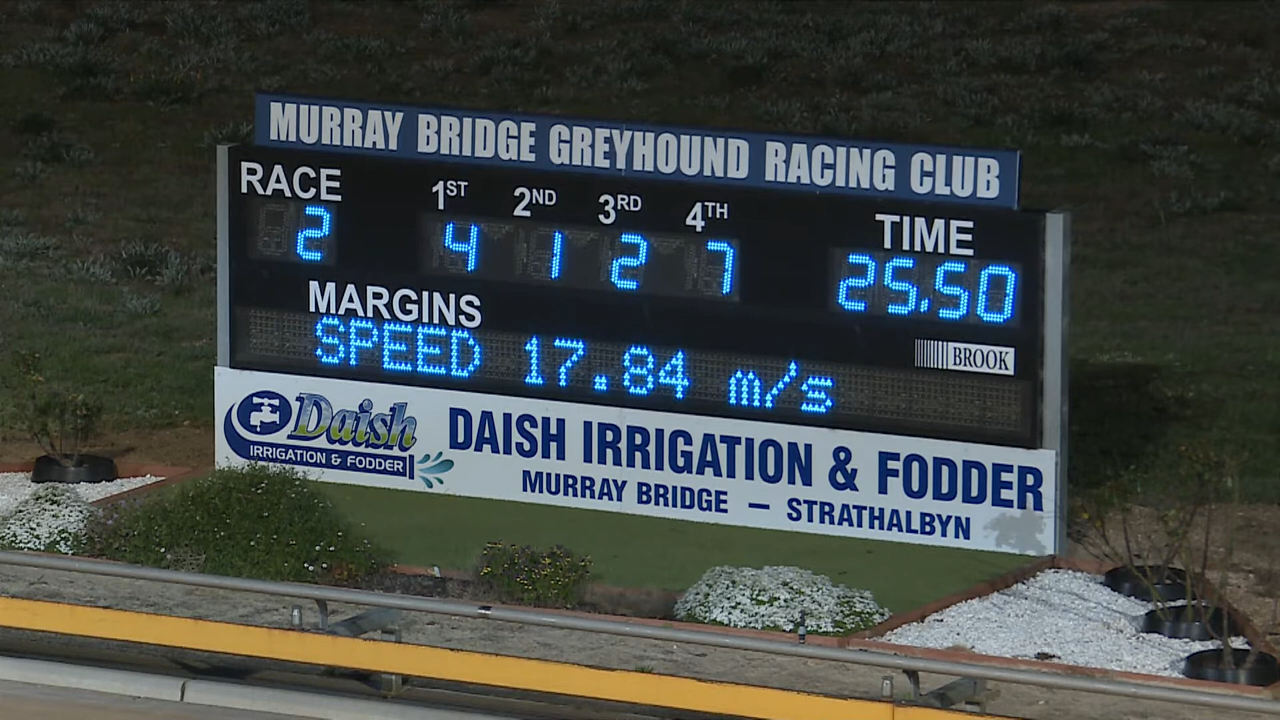 MURRAY BRIDGE GREYHOUND RACING CLUB
RACE 1ST 2ND 3RD 4TH TIME
2 4 1 2 7 25.50
MARGINS
SPEED 17.84 m/s
BROOK
Daish
IRRIGATION & FODDER
DAISH IRRIGATION & FODDER
MURRAY BRIDGE – STRATHALBYN